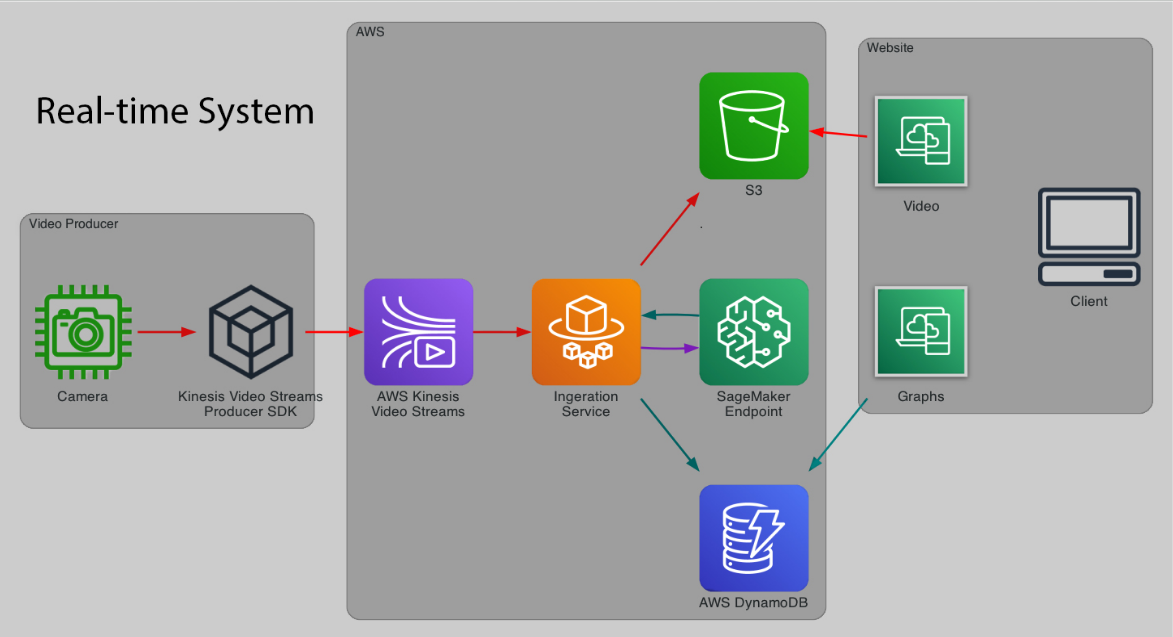 AWS
Website
Real-time System
S3
Video
Video Producer
Client
Camera
Kinesis Video Streams
Producer SDK
AWS Kinesis
Video Streams
Ingeration
Service
SageMaker
Endpoint
Graphs
AWS DynamoDB